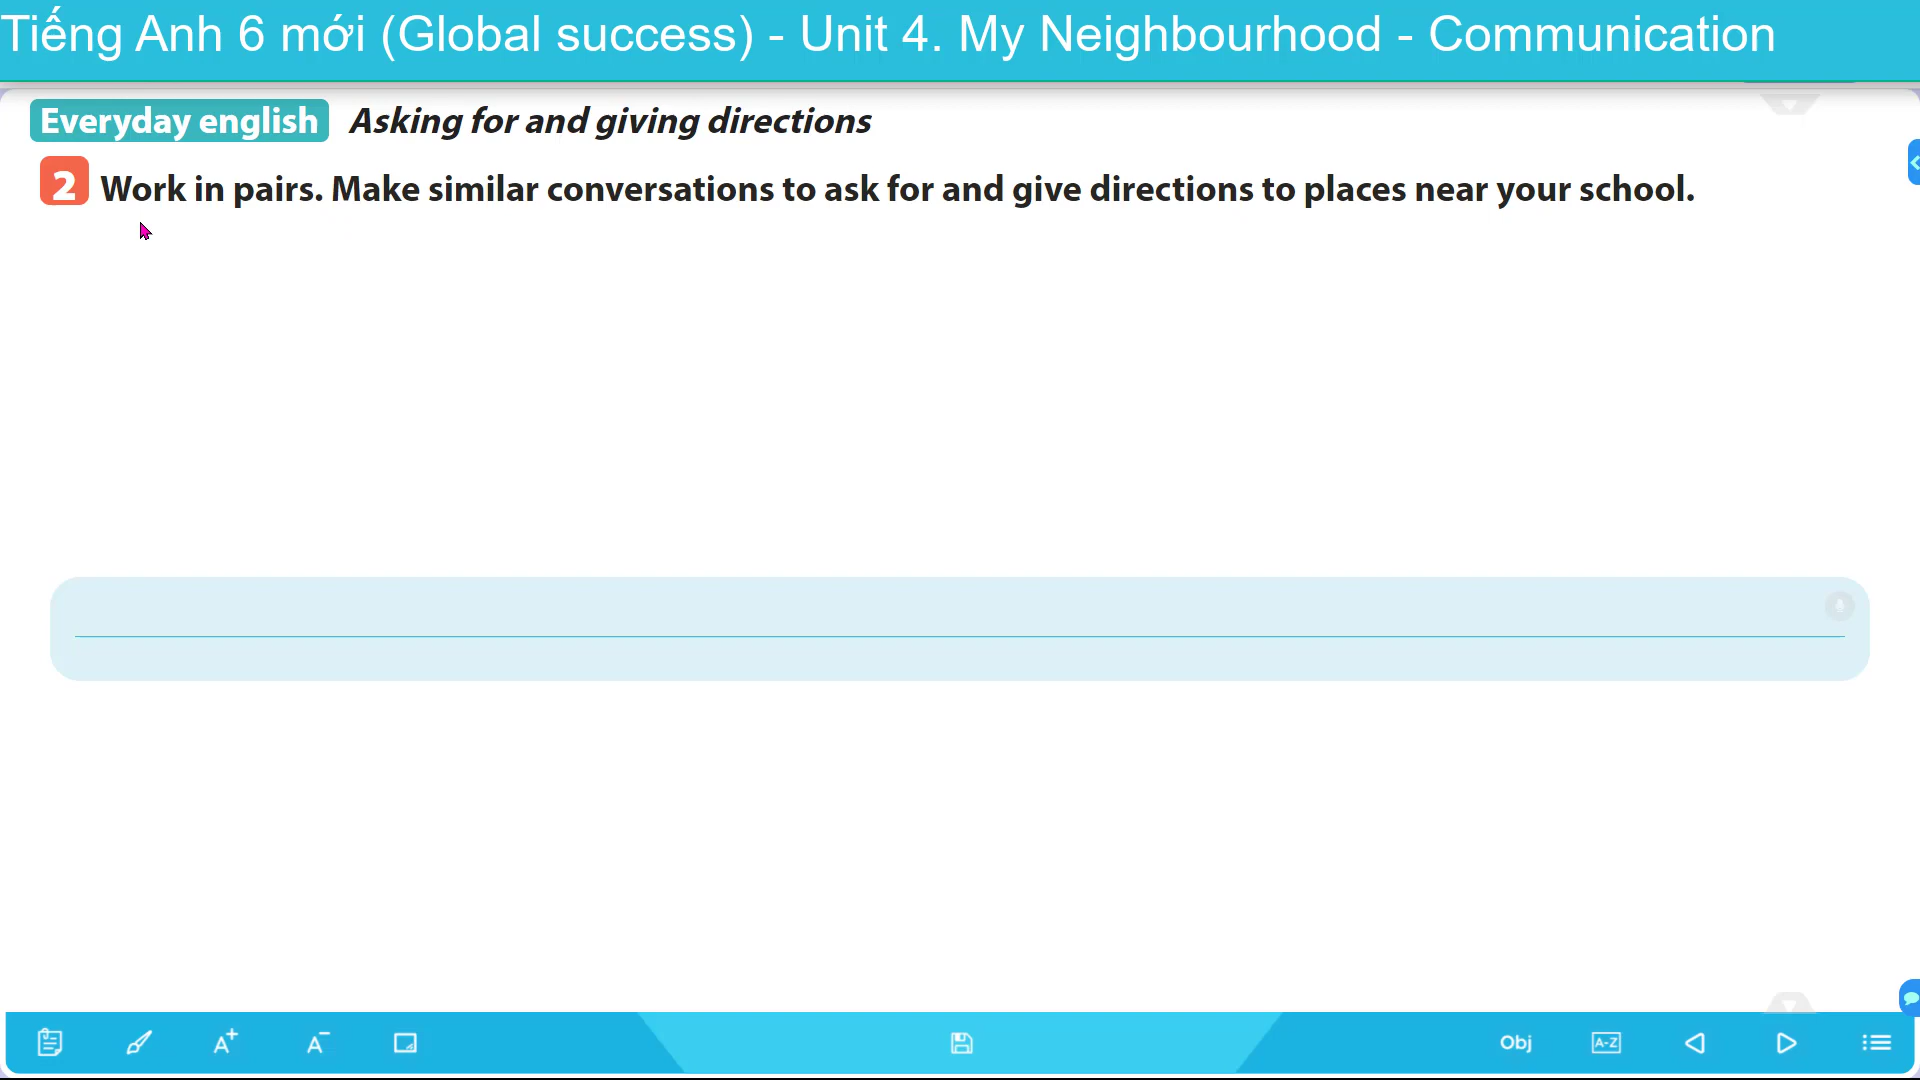 Tiếng Anh 6 mới (Global success) - Unit 4. My Neighbourhood - Communication
Everyday english Asking for and giving directions
2 Work in pairs. Make similar conversations to ask for and give directions to places near your school.
A+ A- Obj A-Z